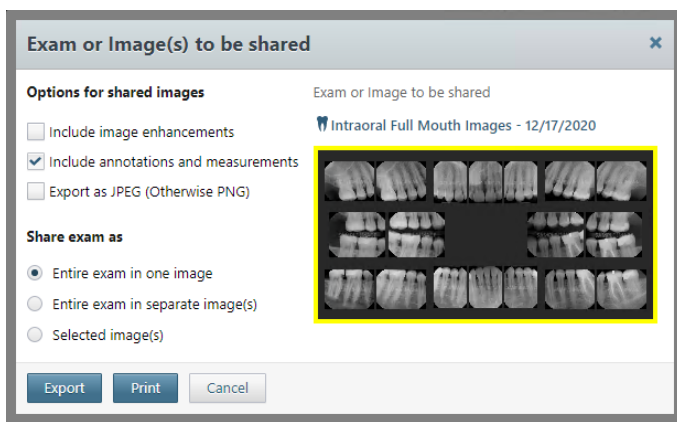 Exam or Image(s) to be shared
Options for shared images
Include image enhancements
Include annotations and measurements
Export as JPEG (Otherwise PNG)
Share exam as
Entire exam in one image
Entire exam in separate image(s)
Selected image(s)
Exam or Image to be shared
Intraoral Full Mouth Images - 12/17/2020
Export
Print
Cancel